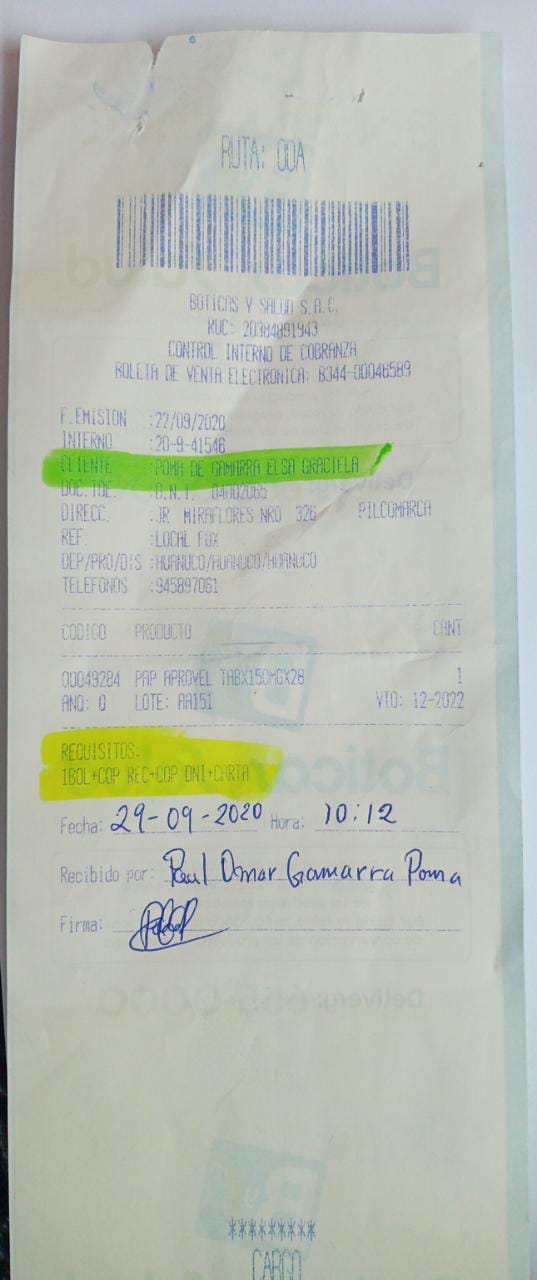 RUTA: 00A
BOTICAS Y SALUD S.A.C.
RUC: 20384891943
CONTROL INTERNO DE COBRANZA
BOLETA DE VENTA ELECTRONICA: B344-00046589
F.EMISION :22/09/2020
INTERNO :20-9-41546
CLIENTE :POMA DE GAMARRA ELSA GRACIELA
DOC.IDE. :D.N.I. 04002065
DIRECC. :JR MIRAFLORES NRO 326 PILCOMARCA
REF. :LOCAL FOX
DEP/PRO/DIS :HUANUCO/HUANUCO/HUANUCO
TELEFONOS :945897061
CODIGO PRODUCTO CANT
00049284 PAP APROVEL TABX150MGX28 1
ANO: 0 LOTE: AA151 VTO: 12-2022
REQUISITOS:
1BOL+COP REC+COP DNI+CARTA
Fecha: 29-09-2020 Hora: 10:12
Recibido por: Raul Omar Gamarra Poma
Firma:
*********
CARGO